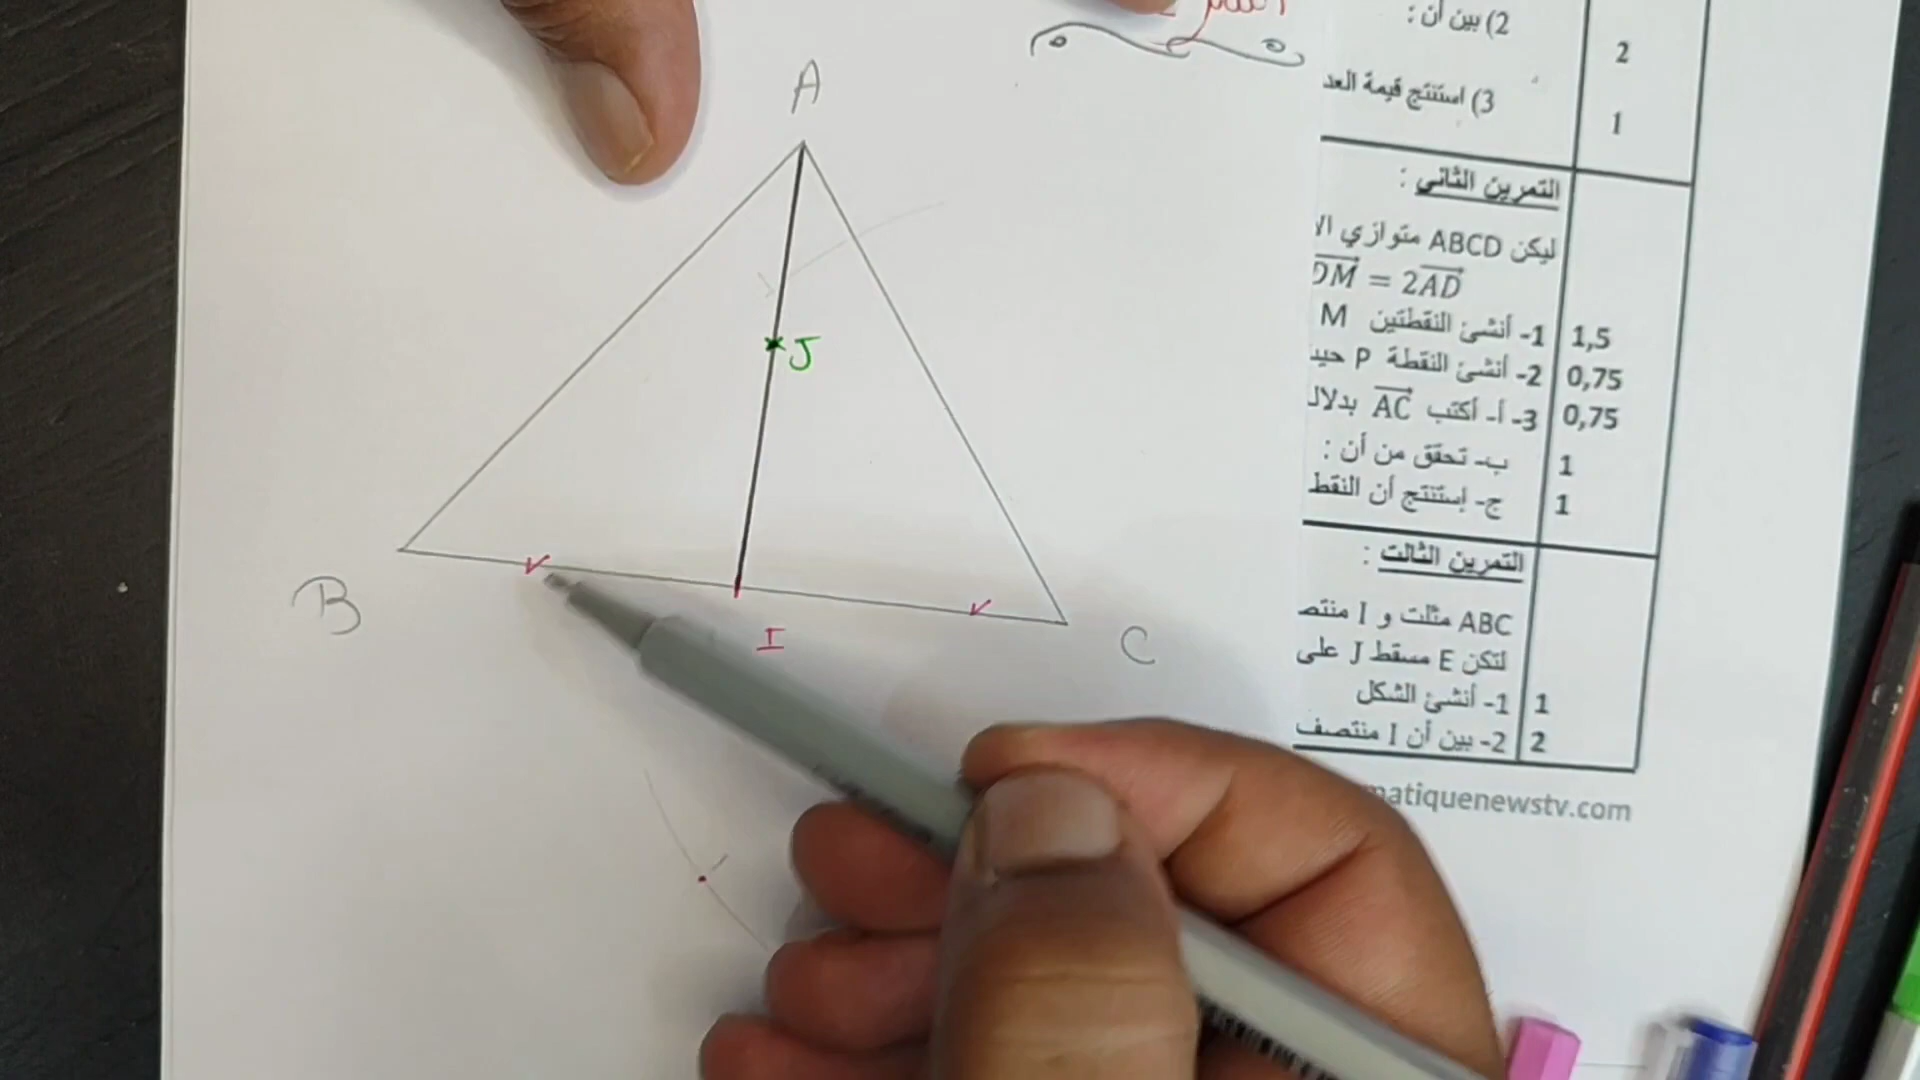 A
J
B
I
C
2) بين أن :
2
3) استنتج قيمة العد
1
التمرين الثاني :
ليكن ABCD متوازي الا
DM = 2AD
1- أنشئ النقطتين M
1,5
2- أنشئ النقطة P حيث
0,75
3- أ- أكتب AC بدلال
0,75
ب- تحقق من أن :
1
ج- إستنتج أن النقط
1
التمرين الثالث :
ABC مثلث و I منتص
لتكن E مسقط J على
1- أنشئ الشكل
1
2- بين أن I منتصف
2
matiquenewstv.com